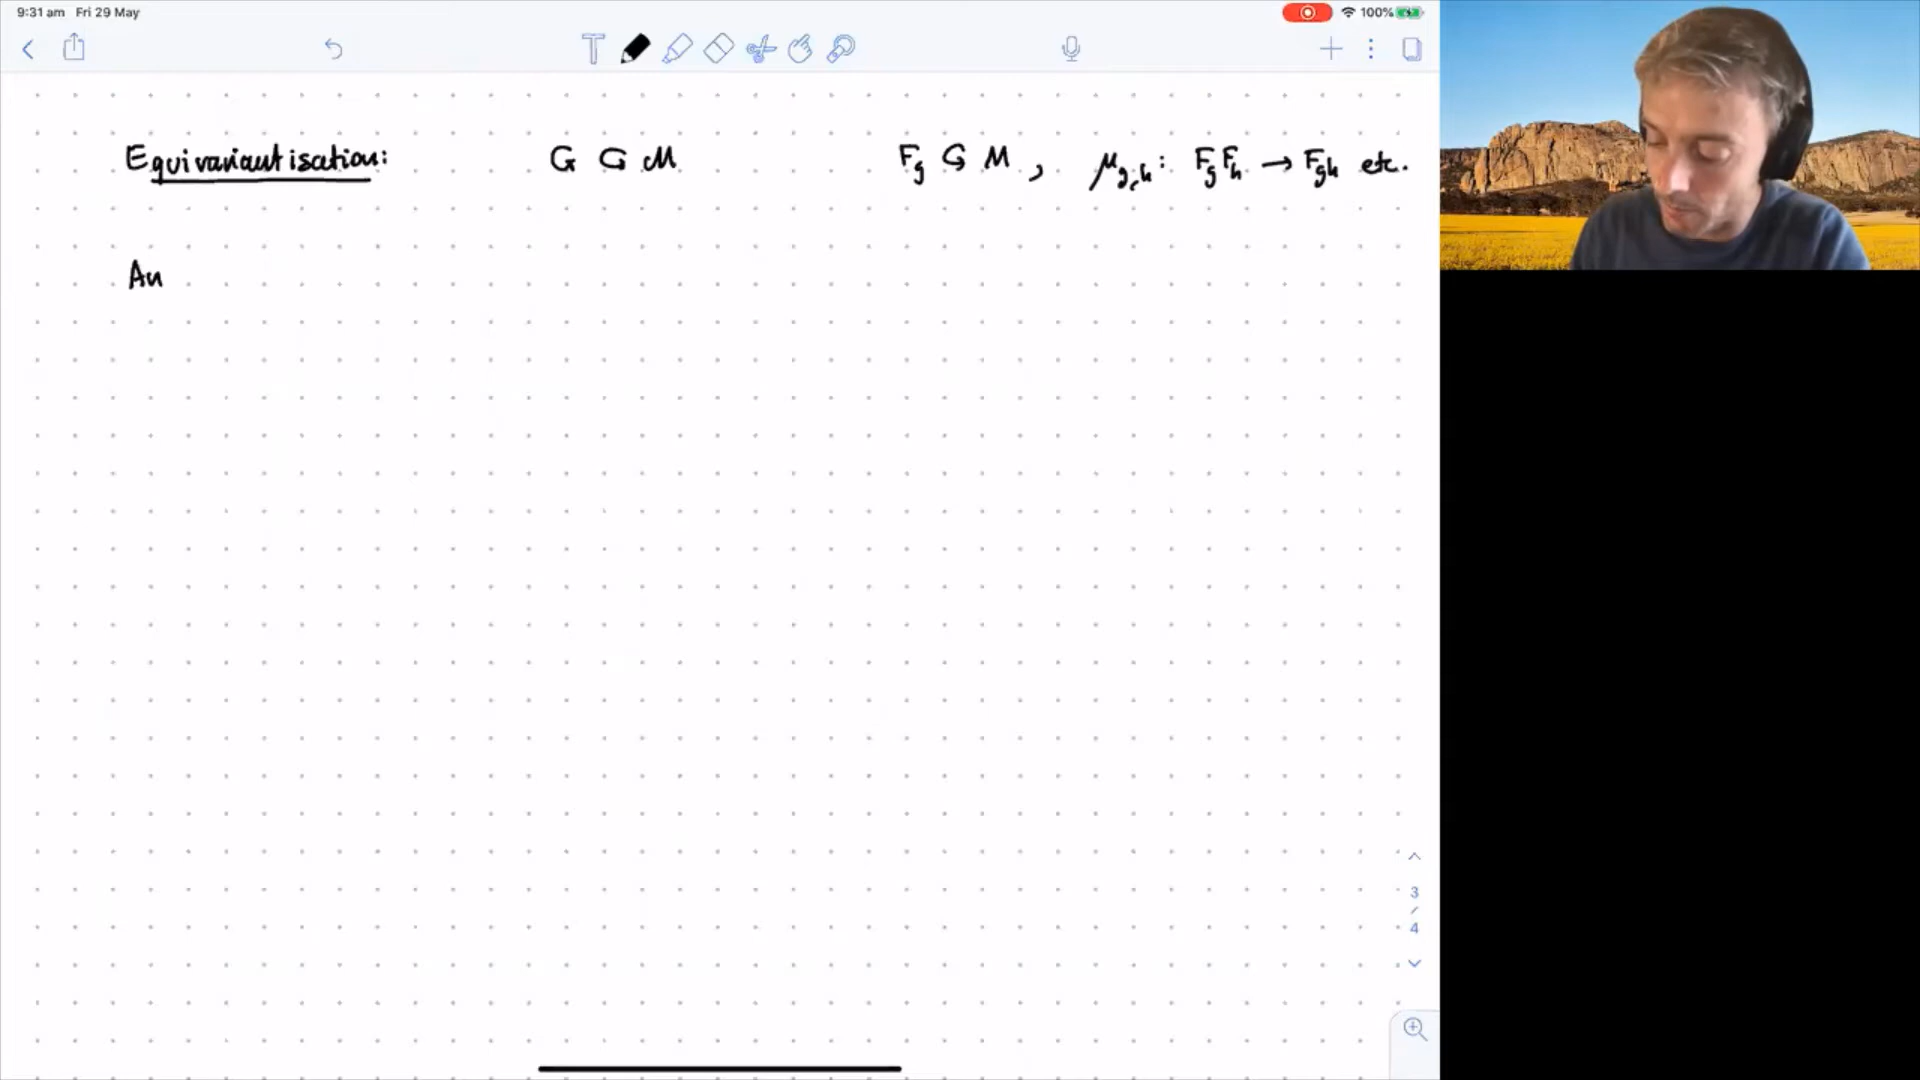 9:31 am Fri 29 May 100%
T
Equivariantisation: G ↻ M F_g ↻ M , μ_{g,h} : F_g F_h → F_{gh} etc.
An
3
/
4